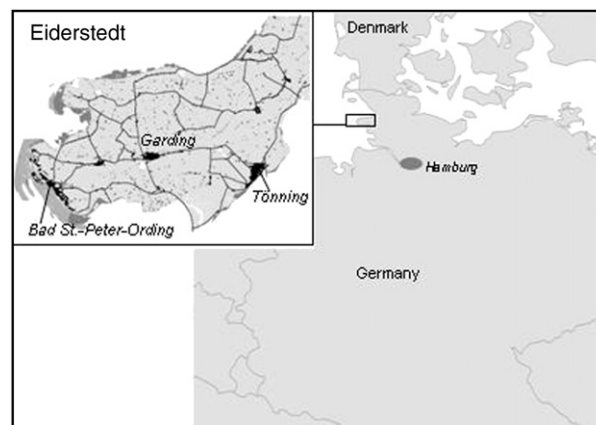 Eiderstedt
Denmark
Garding
Hamburg
Tönning
Bad St.-Peter-Ording
Germany